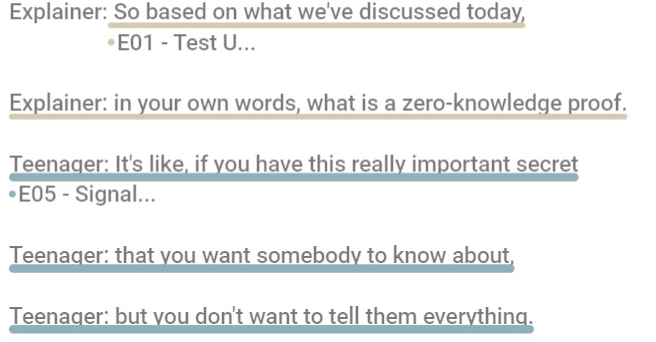 Explainer: So based on what we've discussed today,
•E01 - Test U...
Explainer: in your own words, what is a zero-knowledge proof.
Teenager: It's like, if you have this really important secret
•E05 - Signal...
Teenager: that you want somebody to know about,
Teenager: but you don't want to tell them everything.